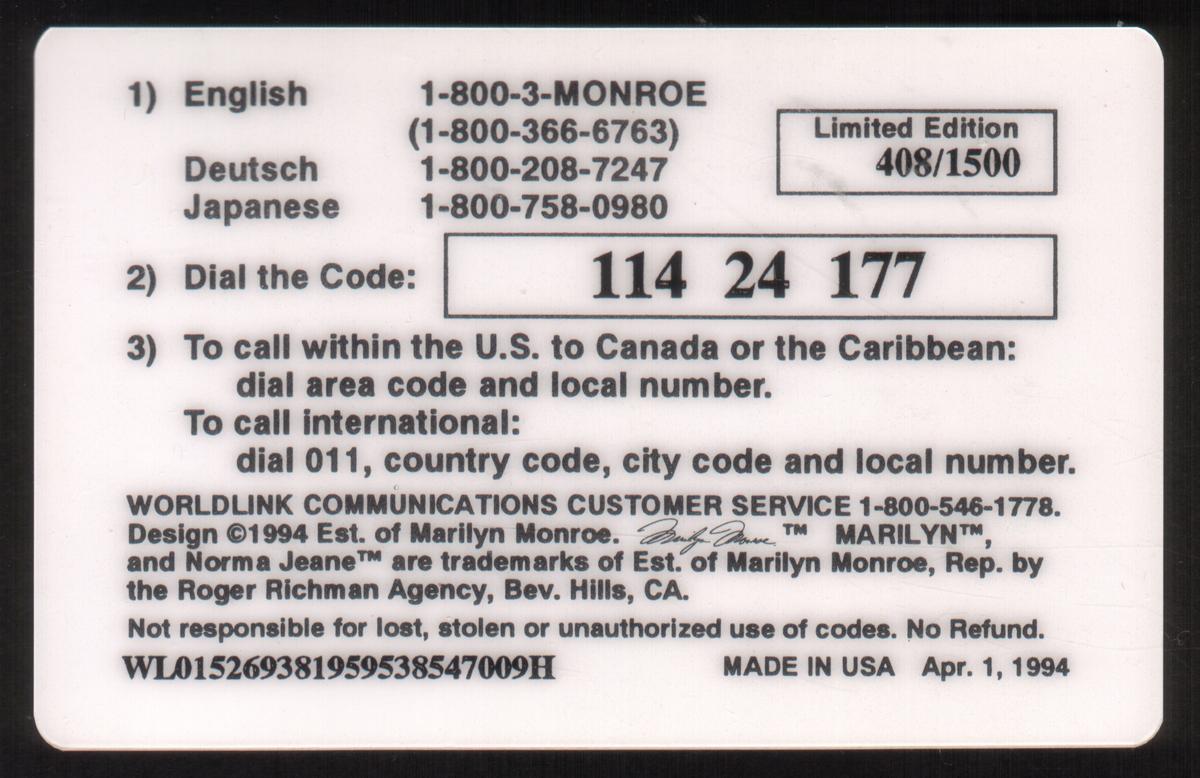 1) English 1-800-3-MONROE
(1-800-366-6763)
Deutsch 1-800-208-7247
Japanese 1-800-758-0980
Limited Edition
408/1500
2) Dial the Code: 114 24 177
3) To call within the U.S. to Canada or the Caribbean:
dial area code and local number.
To call international:
dial 011, country code, city code and local number.
WORLDLINK COMMUNICATIONS CUSTOMER SERVICE 1-800-546-1778.
Design ©1994 Est. of Marilyn Monroe. Marilyn Monroe ™ MARILYN™,
and Norma Jeane™ are trademarks of Est. of Marilyn Monroe, Rep. by
the Roger Richman Agency, Bev. Hills, CA.
Not responsible for lost, stolen or unauthorized use of codes. No Refund.
WL015269381959538547009H MADE IN USA Apr. 1, 1994